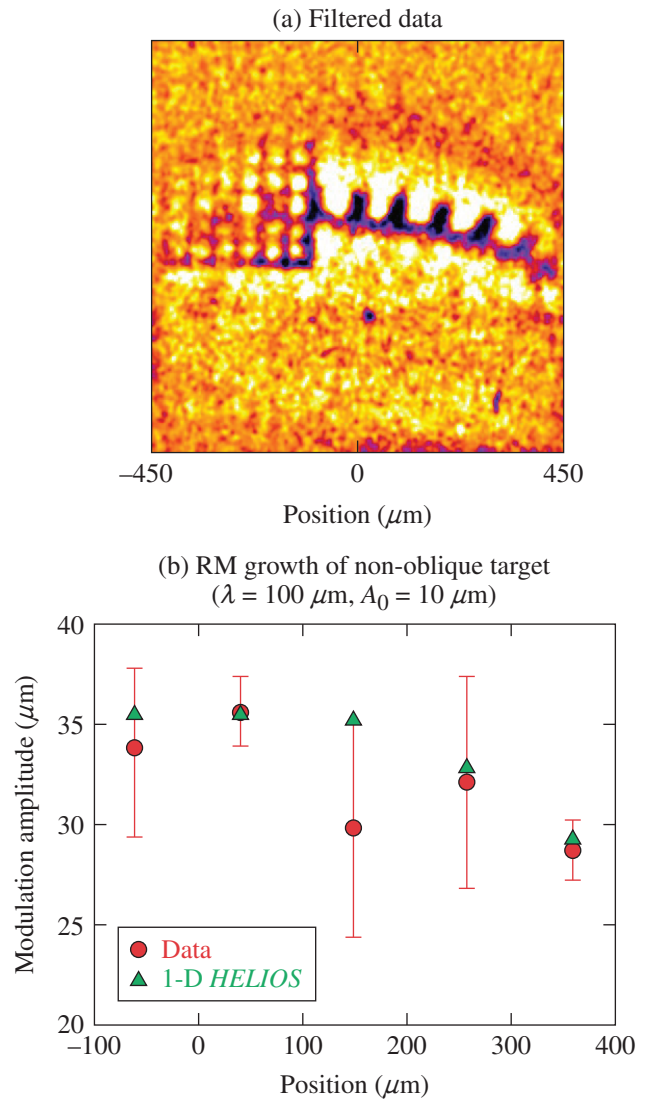 (a) Filtered data
–450
0
450
Position (μm)
(b) RM growth of non-oblique target
(λ = 100 μm, A₀ = 10 μm)
40
35
30
25
20
Modulation amplitude (μm)
Data
1-D HELIOS
–100
0
100
200
300
400
Position (μm)